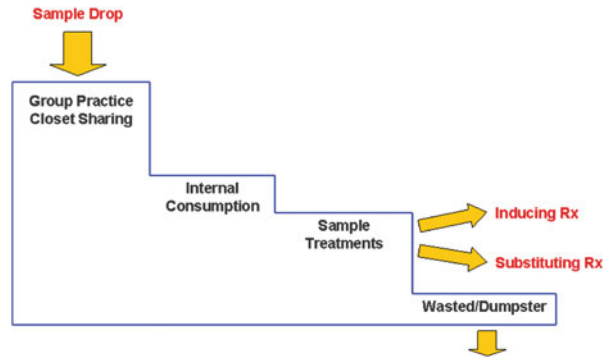 Sample Drop
Group Practice
Closet Sharing
Internal
Consumption
Sample
Treatments
Inducing Rx
Substituting Rx
Wasted/Dumpster